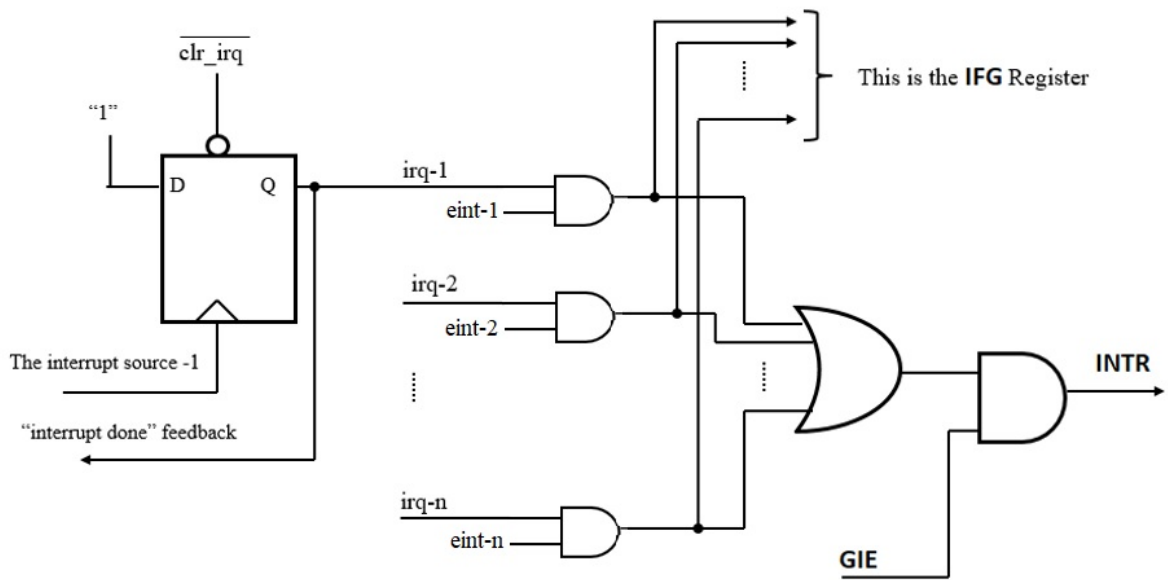 clr_irq
“1”
D
Q
The interrupt source -1
“interrupt done” feedback
irq-1
eint-1
irq-2
eint-2
irq-n
eint-n
This is the IFG Register
INTR
GIE